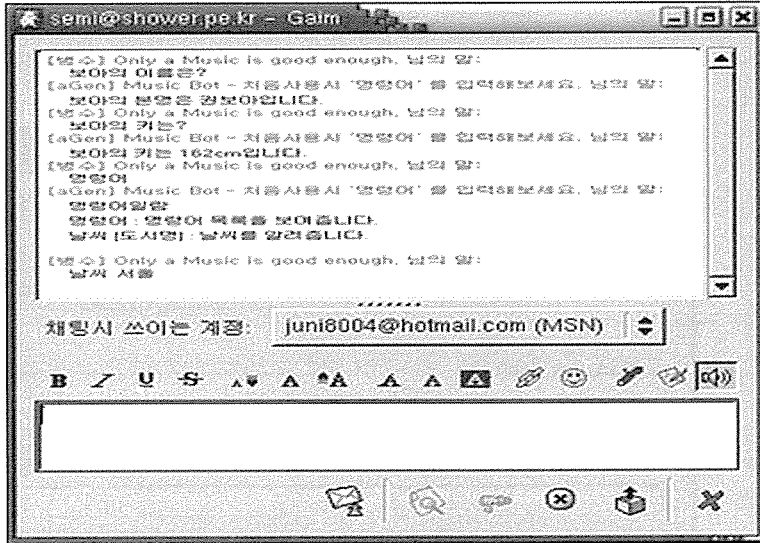 semi@shower.pe.kr - Gaim
[병수] Only a Music is good enough, 님의 말:
보아의 이름은?
[aGen] Music Bot - 처음사용시 '명령어' 를 입력해보세요, 님의 말:
보아의 본명은 권보아입니다.
[병수] Only a Music is good enough, 님의 말:
보아의 키는?
[aGen] Music Bot - 처음사용시 '명령어' 를 입력해보세요, 님의 말:
보아의 키는 162cm입니다.
[병수] Only a Music is good enough, 님의 말:
명령어
[aGen] Music Bot - 처음사용시 '명령어' 를 입력해보세요, 님의 말:
명령어일람
명령어 : 명령어 목록을 보여줍니다.
날씨 [도시명] : 날씨를 알려줍니다.
[병수] Only a Music is good enough, 님의 말:
날씨 서울
채팅시 쓰이는 계정: juni8004@hotmail.com (MSN)
B I U S A A A A A A